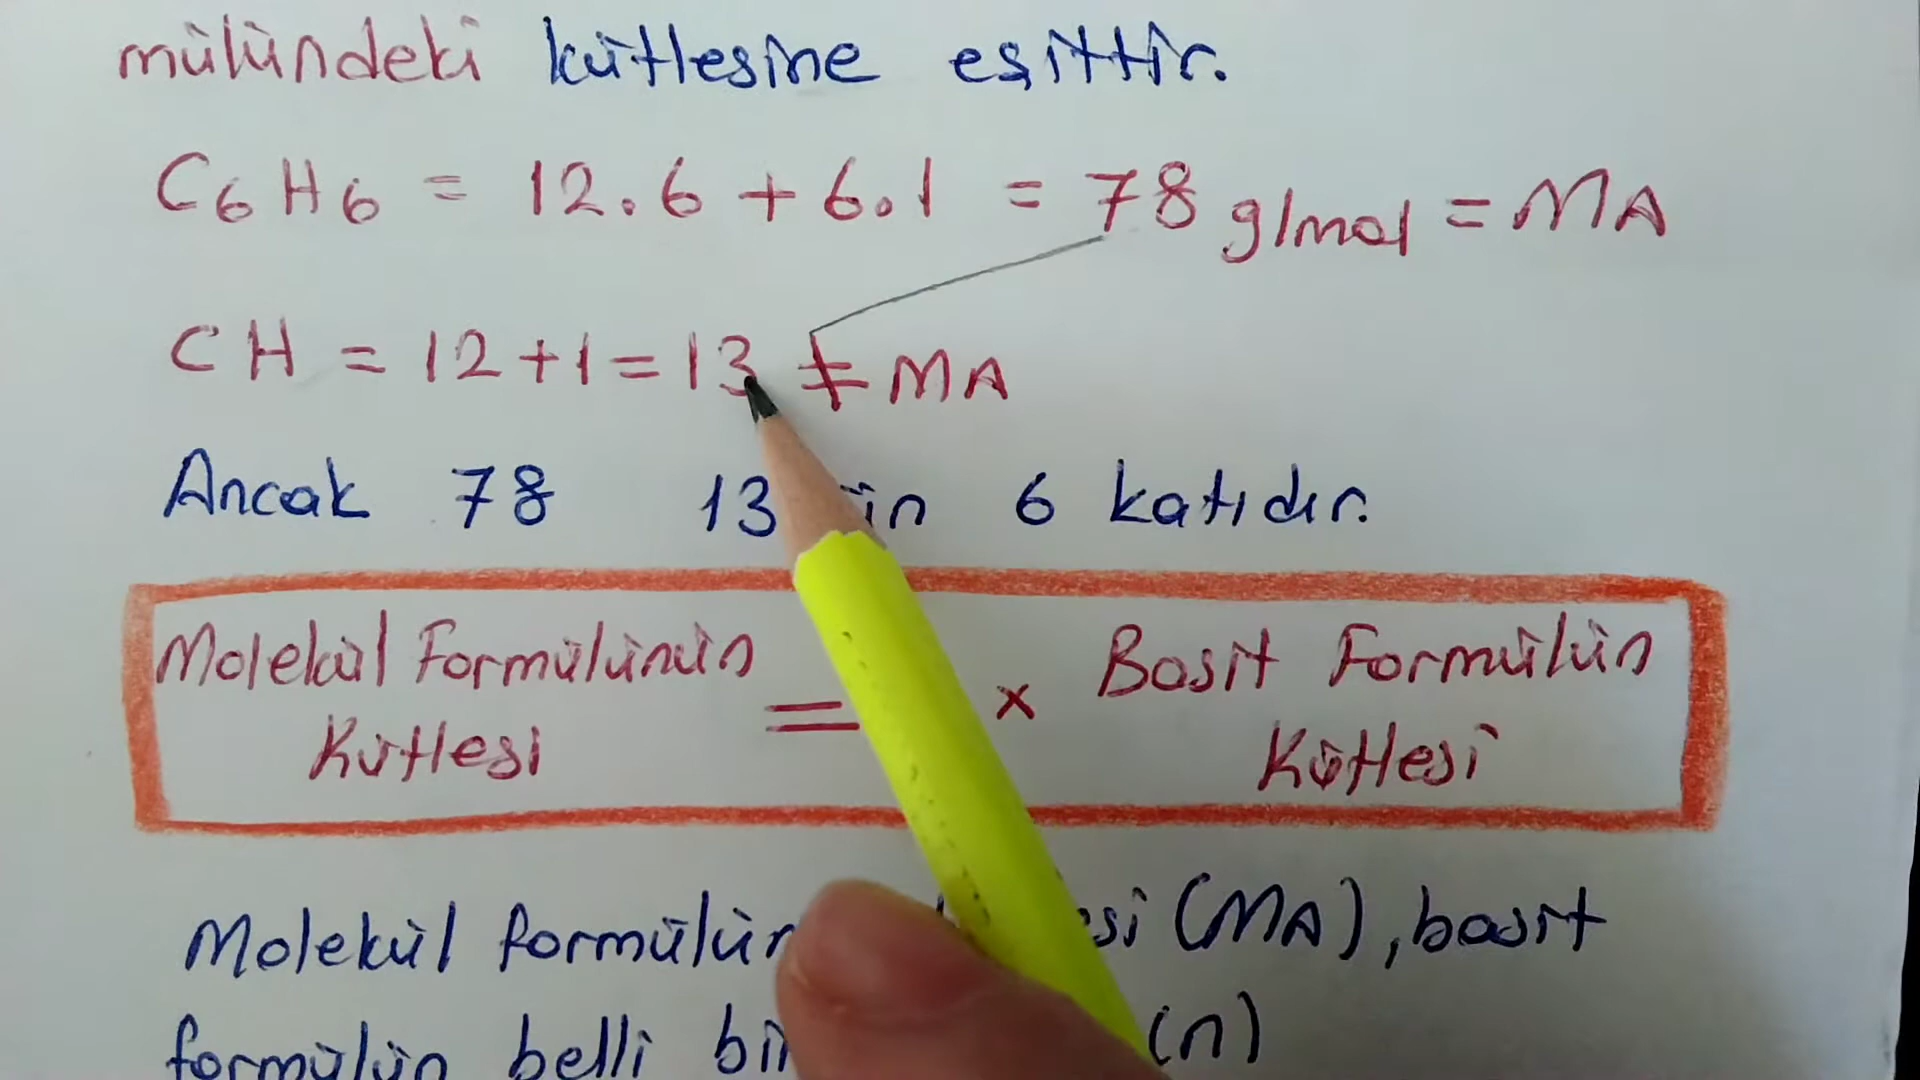 mülündeki kütlesine eşittir.
C6H6 = 12.6 + 6.1 = 78 g/mol = MA
CH = 12+1 = 13 ≠ MA
Ancak 78 13 ün 6 katıdır.
Molekül Formülünün = x Basit Formülün
Kütlesi Kütlesi
Molekül formülün (MA), basit
formülün belli (n)